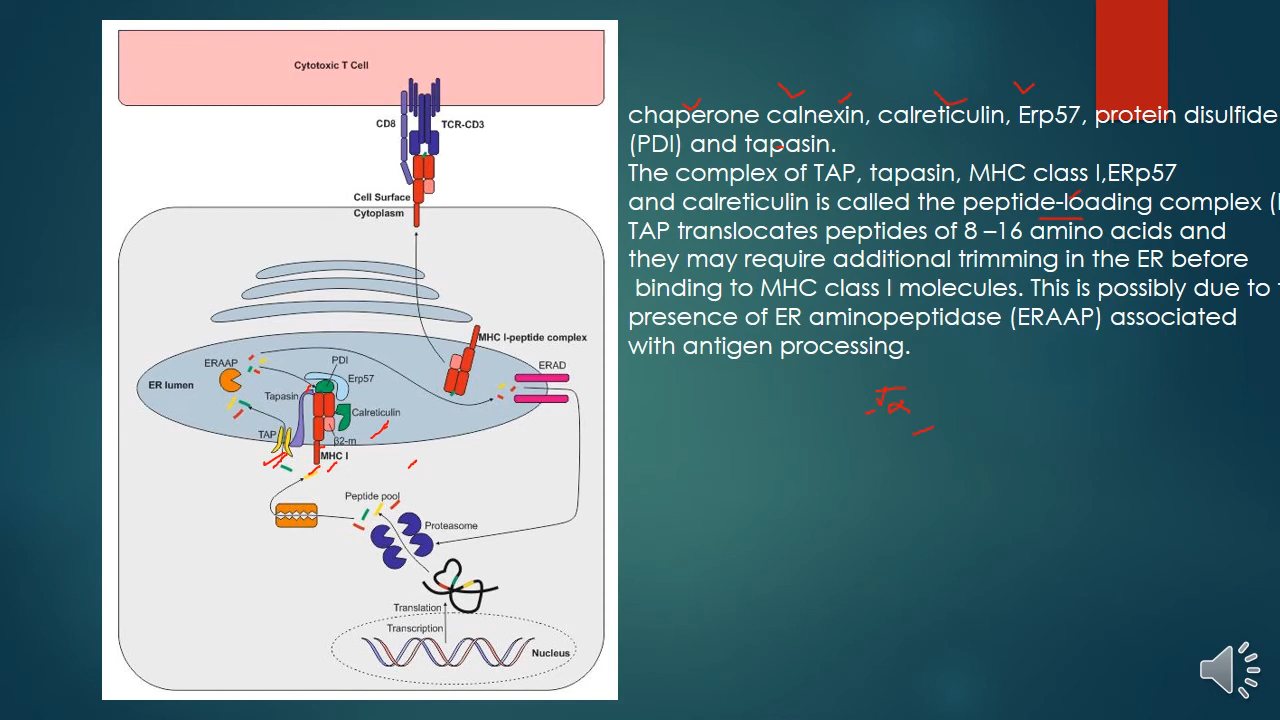 Cytotoxic T Cell
CD8
TCR-CD3
Cell Surface
Cytoplasm
MHC I-peptide complex
ERAAP
PDI
ERAD
ER lumen
Erp57
Tapasin
Calreticulin
TAP
β2-m
MHC I
Peptide pool
Proteasome
Translation
Transcription
Nucleus
chaperone calnexin, calreticulin, Erp57, protein disulfide
(PDI) and tapasin.
The complex of TAP, tapasin, MHC class I,ERp57
and calreticulin is called the peptide-loading complex (
TAP translocates peptides of 8 –16 amino acids and
they may require additional trimming in the ER before
binding to MHC class I molecules. This is possibly due to
presence of ER aminopeptidase (ERAAP) associated
with antigen processing.